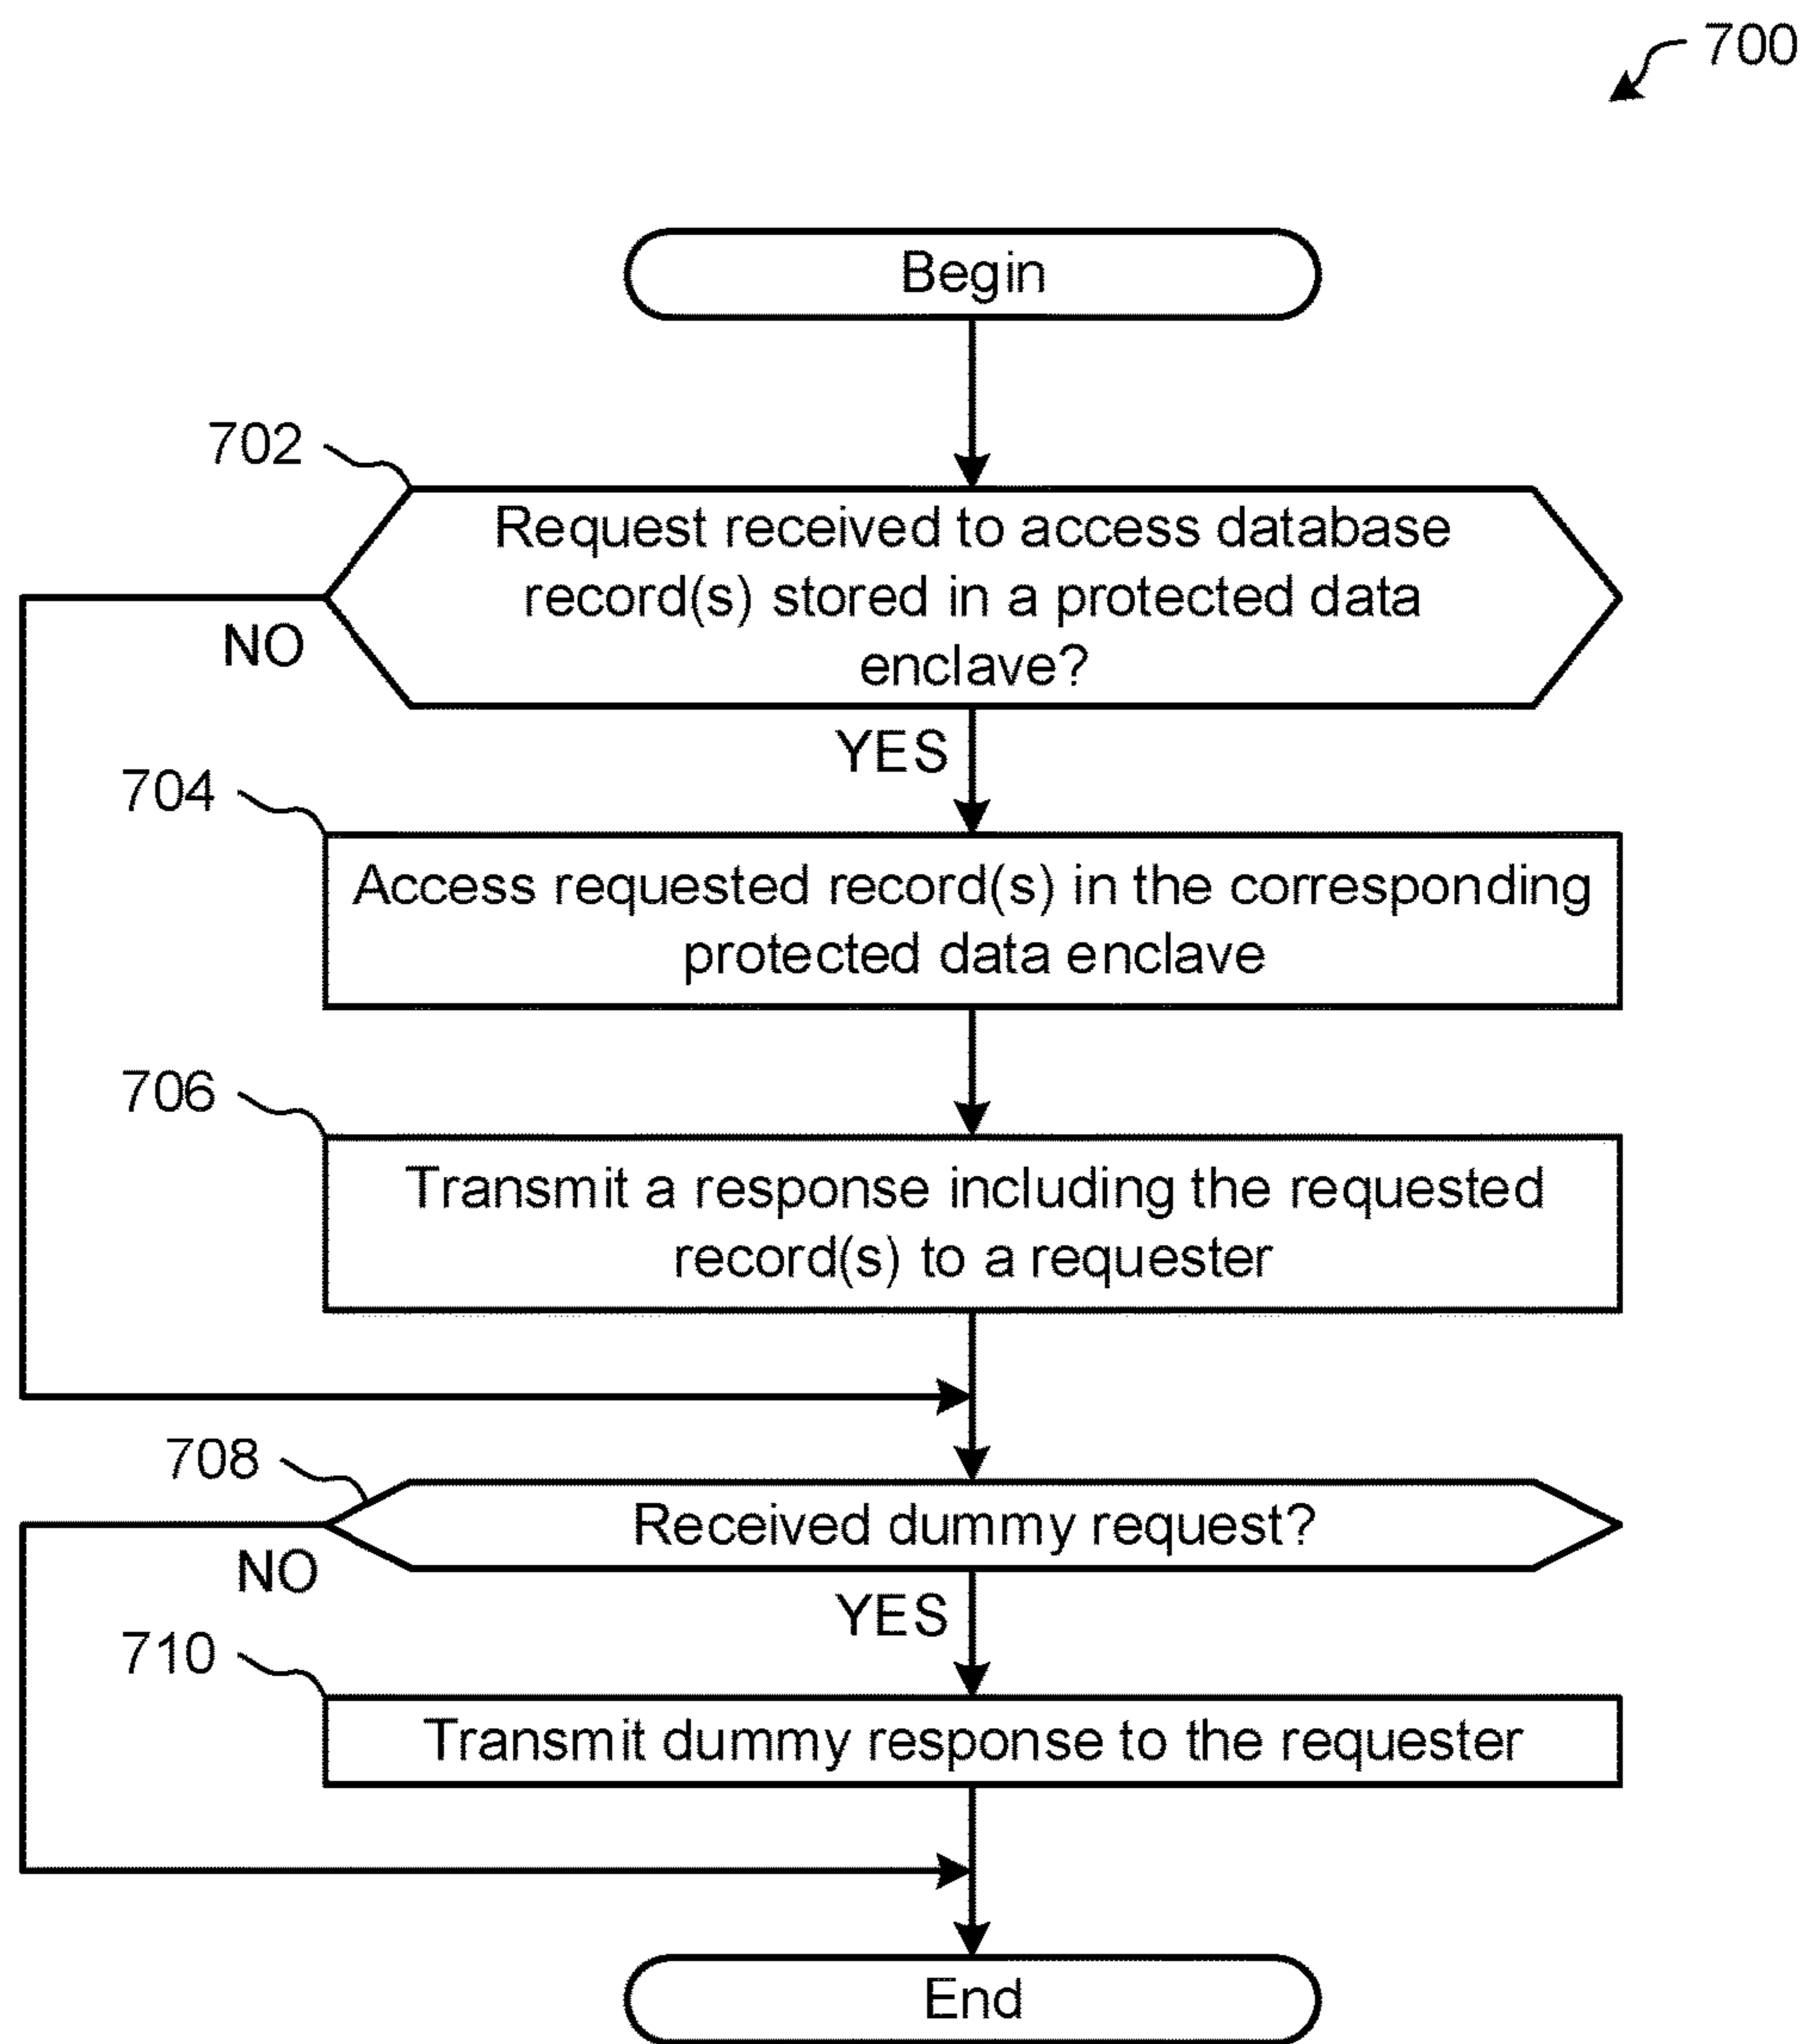 700
Begin
702
Request received to access database
record(s) stored in a protected data
enclave?
NO
YES
704
Access requested record(s) in the corresponding
protected data enclave
706
Transmit a response including the requested
record(s) to a requester
708
Received dummy request?
NO
YES
710
Transmit dummy response to the requester
End